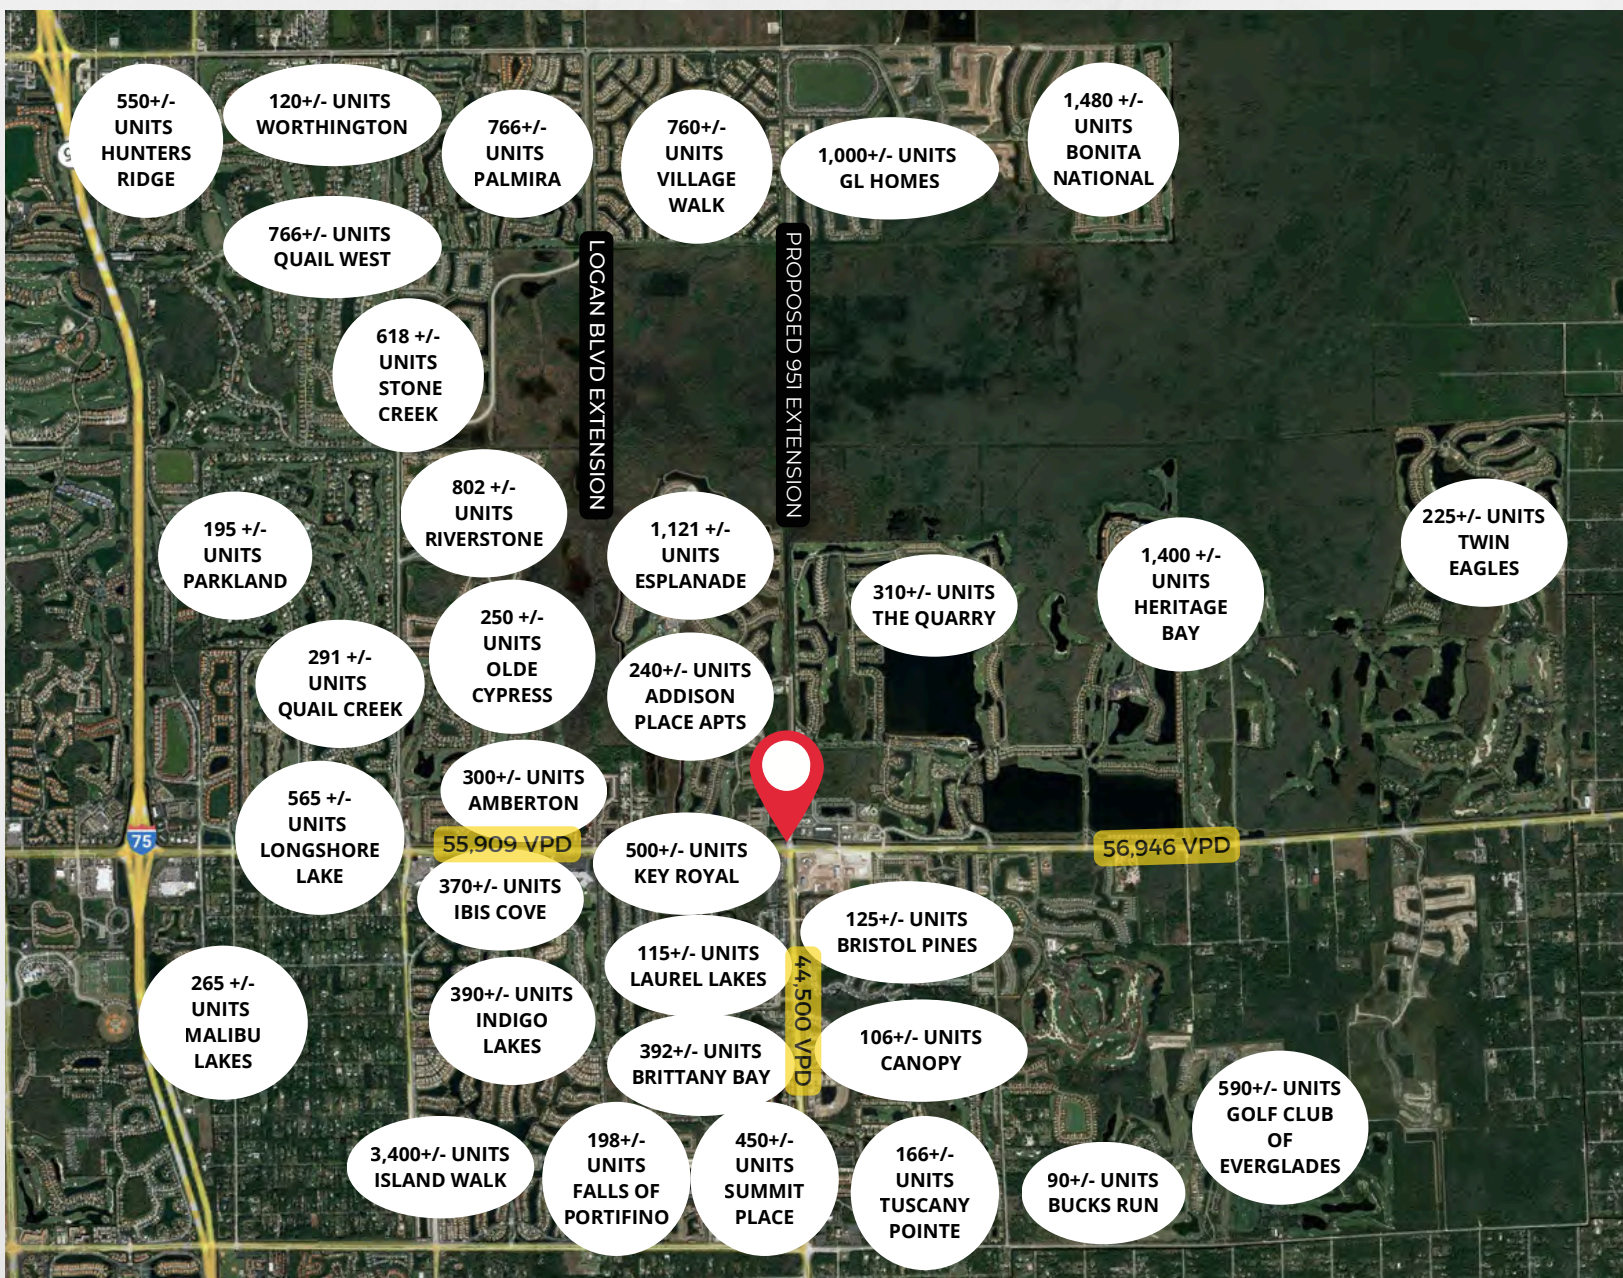 550+/-
UNITS
HUNTERS
RIDGE
120+/- UNITS
WORTHINGTON
766+/-
UNITS
PALMIRA
760+/-
UNITS
VILLAGE
WALK
1,000+/- UNITS
GL HOMES
1,480 +/-
UNITS
BONITA
NATIONAL
766+/- UNITS
QUAIL WEST
LOGAN BLVD EXTENSION
PROPOSED 951 EXTENSION
618 +/-
UNITS
STONE
CREEK
802 +/-
UNITS
RIVERSTONE
195 +/-
UNITS
PARKLAND
1,121 +/-
UNITS
ESPLANADE
310+/- UNITS
THE QUARRY
1,400 +/-
UNITS
HERITAGE
BAY
225+/- UNITS
TWIN
EAGLES
250 +/-
UNITS
OLDE
CYPRESS
291 +/-
UNITS
QUAIL CREEK
240+/- UNITS
ADDISON
PLACE APTS
300+/- UNITS
AMBERTON
565 +/-
UNITS
LONGSHORE
LAKE
75
55,909 VPD
56,946 VPD
500+/- UNITS
KEY ROYAL
370+/- UNITS
IBIS COVE
125+/- UNITS
BRISTOL PINES
115+/- UNITS
LAUREL LAKES
44,500 VPD
265 +/-
UNITS
MALIBU
LAKES
390+/- UNITS
INDIGO
LAKES
392+/- UNITS
BRITTANY BAY
106+/- UNITS
CANOPY
590+/- UNITS
GOLF CLUB
OF
EVERGLADES
3,400+/- UNITS
ISLAND WALK
198+/-
UNITS
FALLS OF
PORTIFINO
450+/-
UNITS
SUMMIT
PLACE
166+/-
UNITS
TUSCANY
POINTE
90+/- UNITS
BUCKS RUN